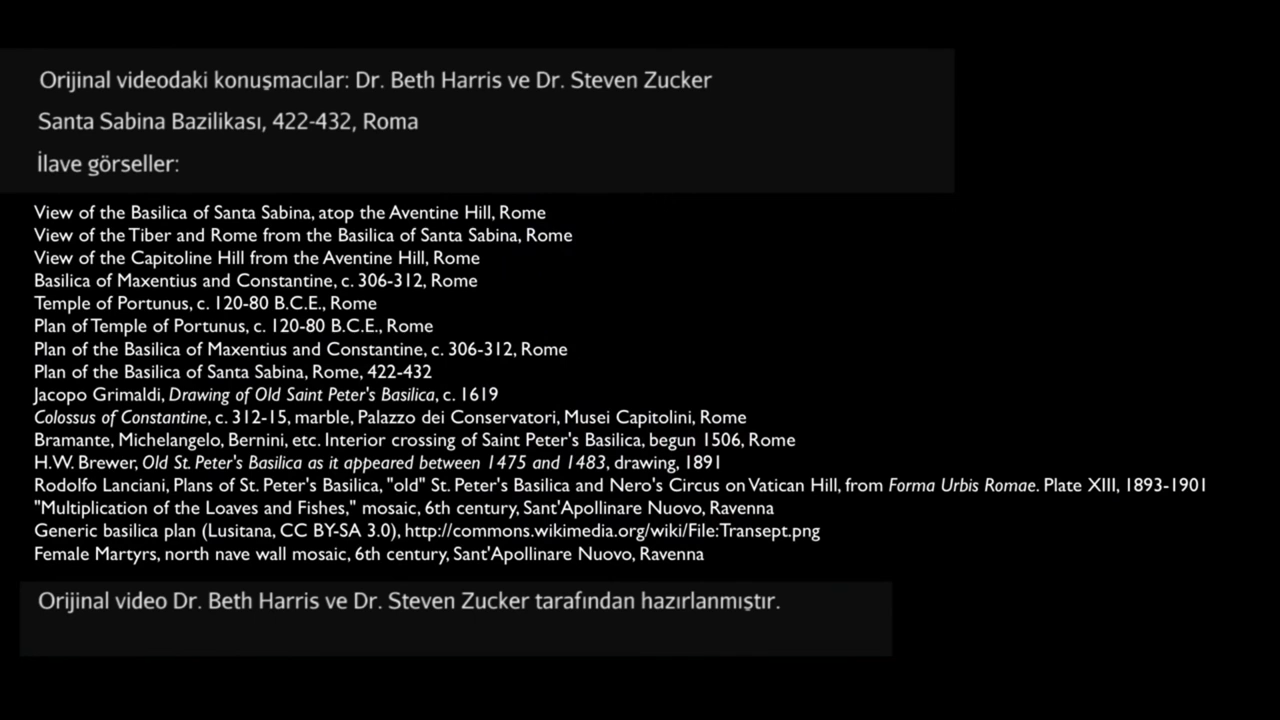 Orijinal videodaki konuşmacılar: Dr. Beth Harris ve Dr. Steven Zucker
Santa Sabina Bazilikası, 422-432, Roma
İlave görseller:
View of the Basilica of Santa Sabina, atop the Aventine Hill, Rome
View of the Tiber and Rome from the Basilica of Santa Sabina, Rome
View of the Capitoline Hill from the Aventine Hill, Rome
Basilica of Maxentius and Constantine, c. 306-312, Rome
Temple of Portunus, c. 120-80 B.C.E., Rome
Plan of Temple of Portunus, c. 120-80 B.C.E., Rome
Plan of the Basilica of Maxentius and Constantine, c. 306-312, Rome
Plan of the Basilica of Santa Sabina, Rome, 422-432
Jacopo Grimaldi, Drawing of Old Saint Peter's Basilica, c. 1619
Colossus of Constantine, c. 312-15, marble, Palazzo dei Conservatori, Musei Capitolini, Rome
Bramante, Michelangelo, Bernini, etc. Interior crossing of Saint Peter's Basilica, begun 1506, Rome
H.W. Brewer, Old St. Peter's Basilica as it appeared between 1475 and 1483, drawing, 1891
Rodolfo Lanciani, Plans of St. Peter's Basilica, "old" St. Peter's Basilica and Nero's Circus on Vatican Hill, from Forma Urbis Romae. Plate XIII, 1893-1901
"Multiplication of the Loaves and Fishes," mosaic, 6th century, Sant'Apollinare Nuovo, Ravenna
Generic basilica plan (Lusitana, CC BY-SA 3.0), http://commons.wikimedia.org/wiki/File:Transept.png
Female Martyrs, north nave wall mosaic, 6th century, Sant'Apollinare Nuovo, Ravenna
Orijinal video Dr. Beth Harris ve Dr. Steven Zucker tarafından hazırlanmıştır.